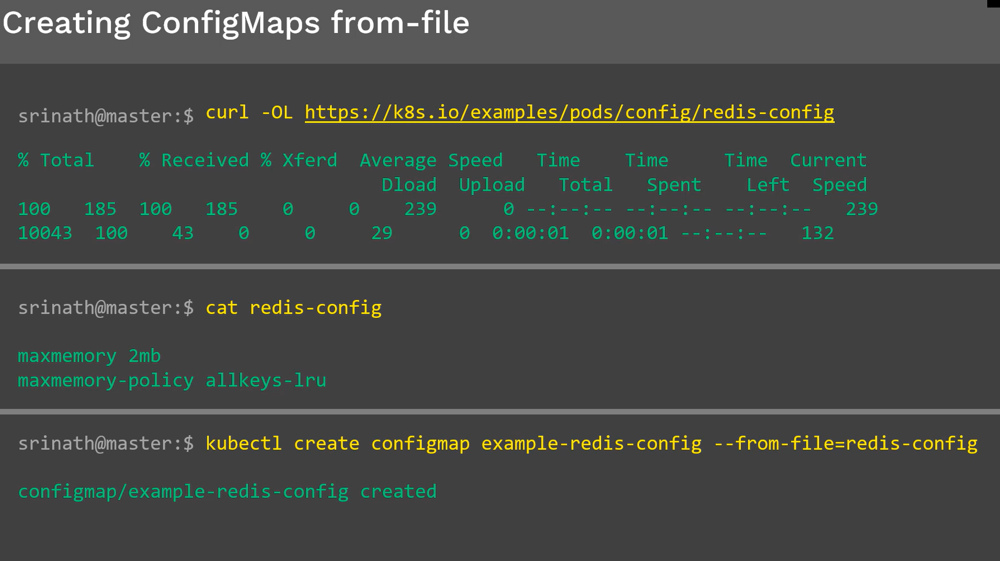 Creating ConfigMaps from-file
srinath@master:$ curl -OL https://k8s.io/examples/pods/config/redis-config
% Total % Received % Xferd Average Speed Time Time Time Current
Dload Upload Total Spent Left Speed
100 185 100 185 0 0 239 0 --:--:-- --:--:-- --:--:-- 239
10043 100 43 0 0 29 0 0:00:01 0:00:01 --:--:-- 132
srinath@master:$ cat redis-config
maxmemory 2mb
maxmemory-policy allkeys-lru
srinath@master:$ kubectl create configmap example-redis-config --from-file=redis-config
configmap/example-redis-config created